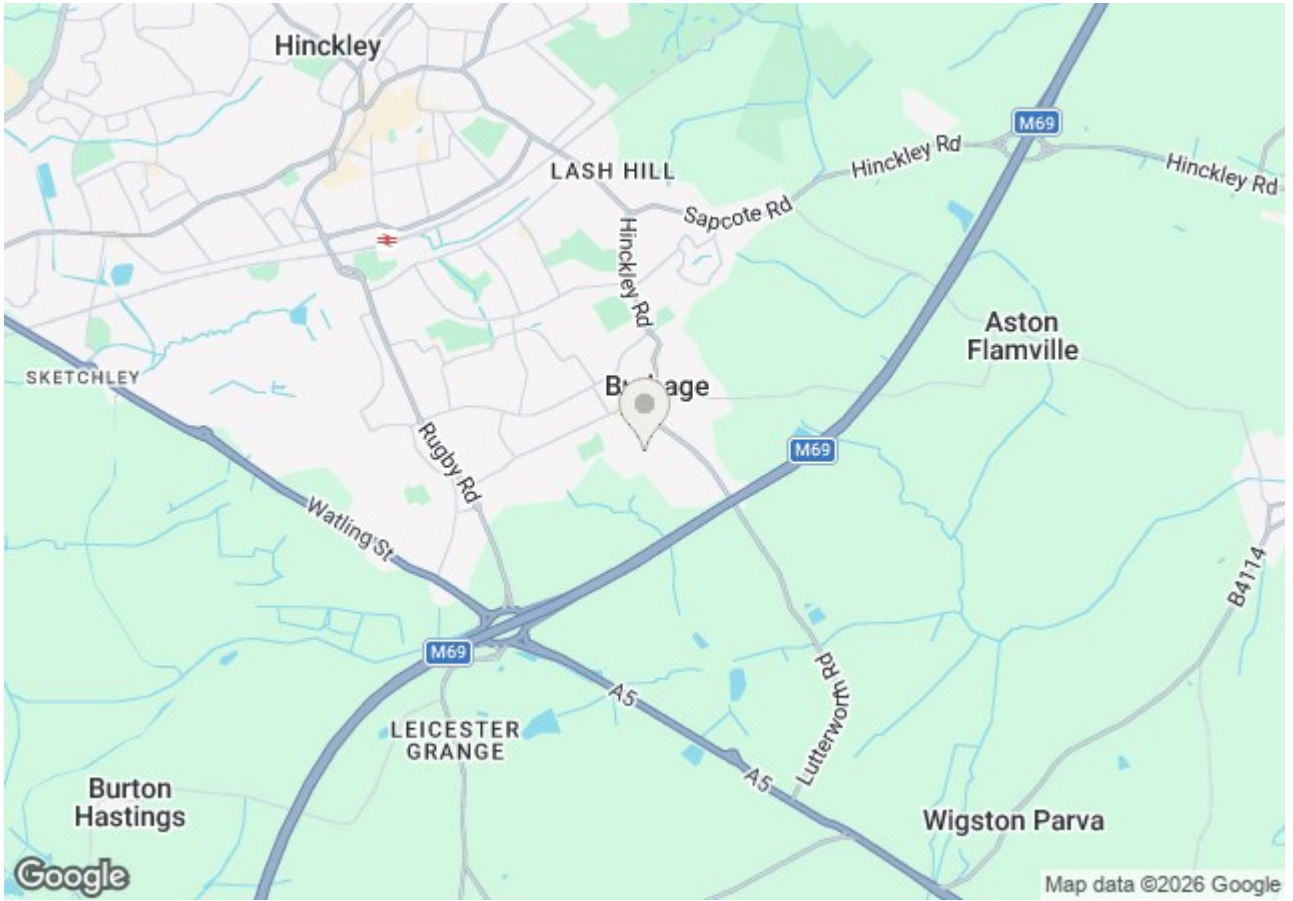 Hinckley
M69
Hinckley Rd
Hinckley Rd
LASH HILL
Sapcote Rd
Hinckley Rd
Aston
Flamville
SKETCHLEY
Rugby Rd
M69
Watling St
B4114
M69
A5
Lutterworth Rd
LEICESTER
GRANGE
A5
Burton
Hastings
Wigston Parva
Google
Map data ©2026 Google